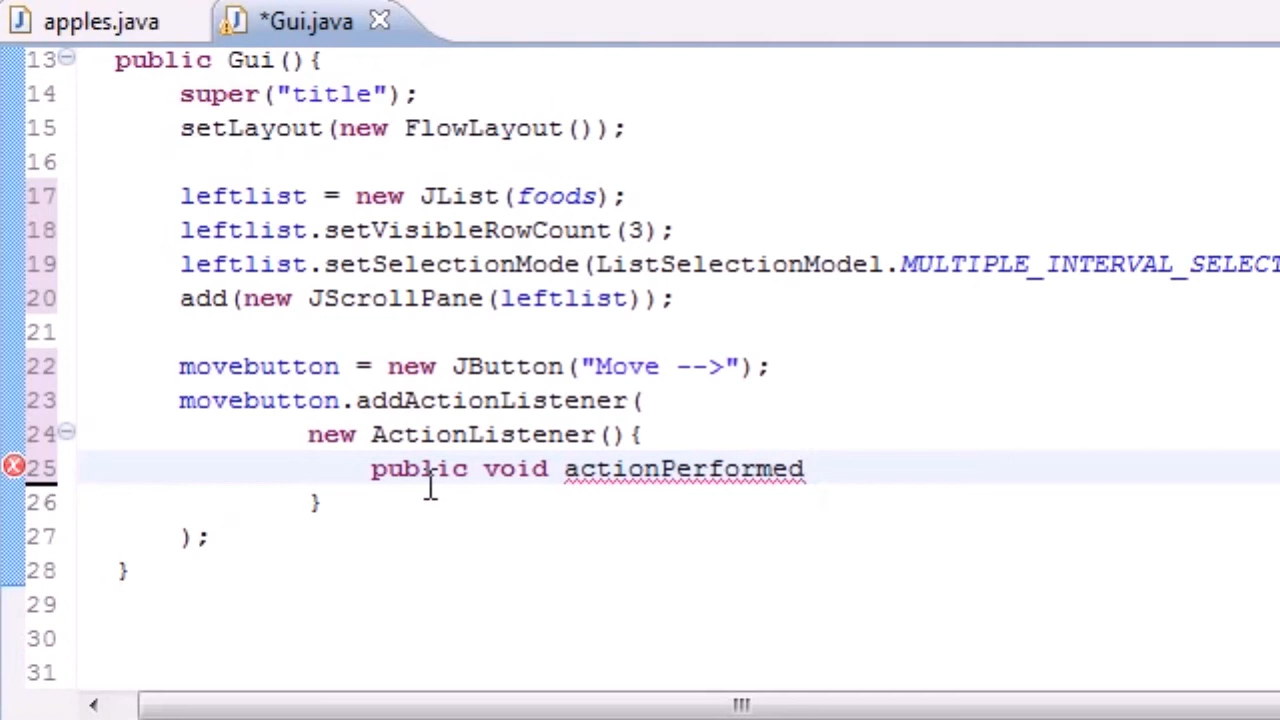 apples.java
*Gui.java
13 public Gui(){
14 super("title");
15 setLayout(new FlowLayout());
16
17 leftlist = new JList(foods);
18 leftlist.setVisibleRowCount(3);
19 leftlist.setSelectionMode(ListSelectionModel.MULTIPLE_INTERVAL_SELECT
20 add(new JScrollPane(leftlist));
21
22 movebutton = new JButton("Move -->");
23 movebutton.addActionListener(
24 new ActionListener(){
25 public void actionPerformed
26 }
27 );
28 }
29
30
31